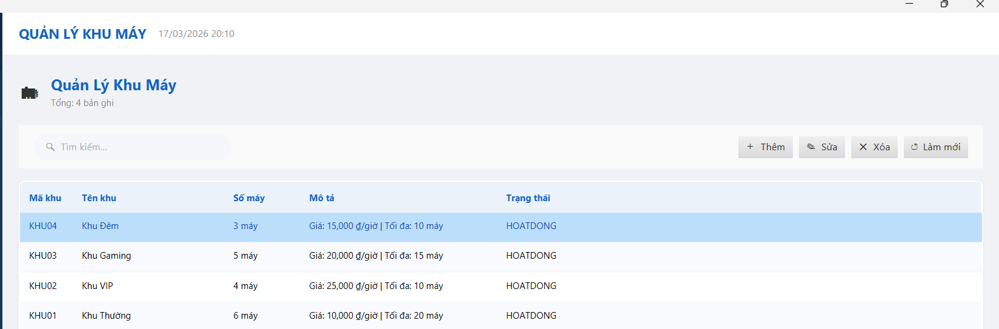 QUẢN LÝ KHU MÁY 17/03/2026 20:10
Quản Lý Khu Máy
Tổng: 4 bản ghi
Tìm kiếm... + Thêm Sửa Xóa Làm mới
Mã khu Tên khu Số máy Mô tả Trạng thái
KHU04 Khu Đêm 3 máy Giá: 15,000 ₫/giờ | Tối đa: 10 máy HOATDONG
KHU03 Khu Gaming 5 máy Giá: 20,000 ₫/giờ | Tối đa: 15 máy HOATDONG
KHU02 Khu VIP 4 máy Giá: 25,000 ₫/giờ | Tối đa: 10 máy HOATDONG
KHU01 Khu Thường 6 máy Giá: 10,000 ₫/giờ | Tối đa: 20 máy HOATDONG